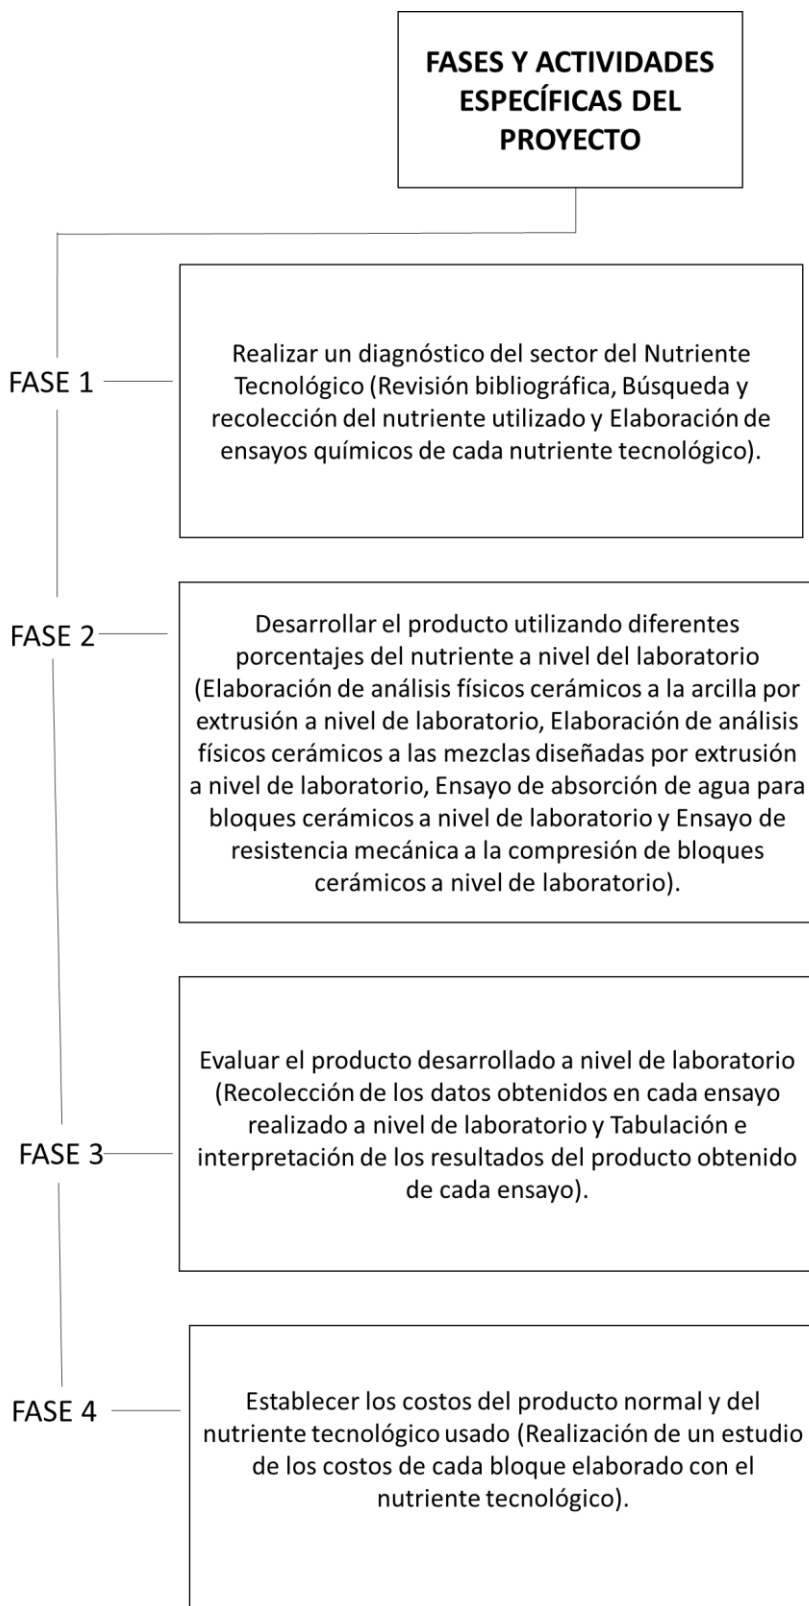 FASES Y ACTIVIDADES
ESPECÍFICAS DEL
PROYECTO
FASE 1
Realizar un diagnóstico del sector del Nutriente
Tecnológico (Revisión bibliográfica, Búsqueda y
recolección del nutriente utilizado y Elaboración de
ensayos químicos de cada nutriente tecnológico).
FASE 2
Desarrollar el producto utilizando diferentes
porcentajes del nutriente a nivel del laboratorio
(Elaboración de análisis físicos cerámicos a la arcilla por
extrusión a nivel de laboratorio, Elaboración de análisis
físicos cerámicos a las mezclas diseñadas por extrusión
a nivel de laboratorio, Ensayo de absorción de agua para
bloques cerámicos a nivel de laboratorio y Ensayo de
resistencia mecánica a la compresión de bloques
cerámicos a nivel de laboratorio).
FASE 3
Evaluar el producto desarrollado a nivel de laboratorio
(Recolección de los datos obtenidos en cada ensayo
realizado a nivel de laboratorio y Tabulación e
interpretación de los resultados del producto obtenido
de cada ensayo).
FASE 4
Establecer los costos del producto normal y del
nutriente tecnológico usado (Realización de un estudio
de los costos de cada bloque elaborado con el
nutriente tecnológico).